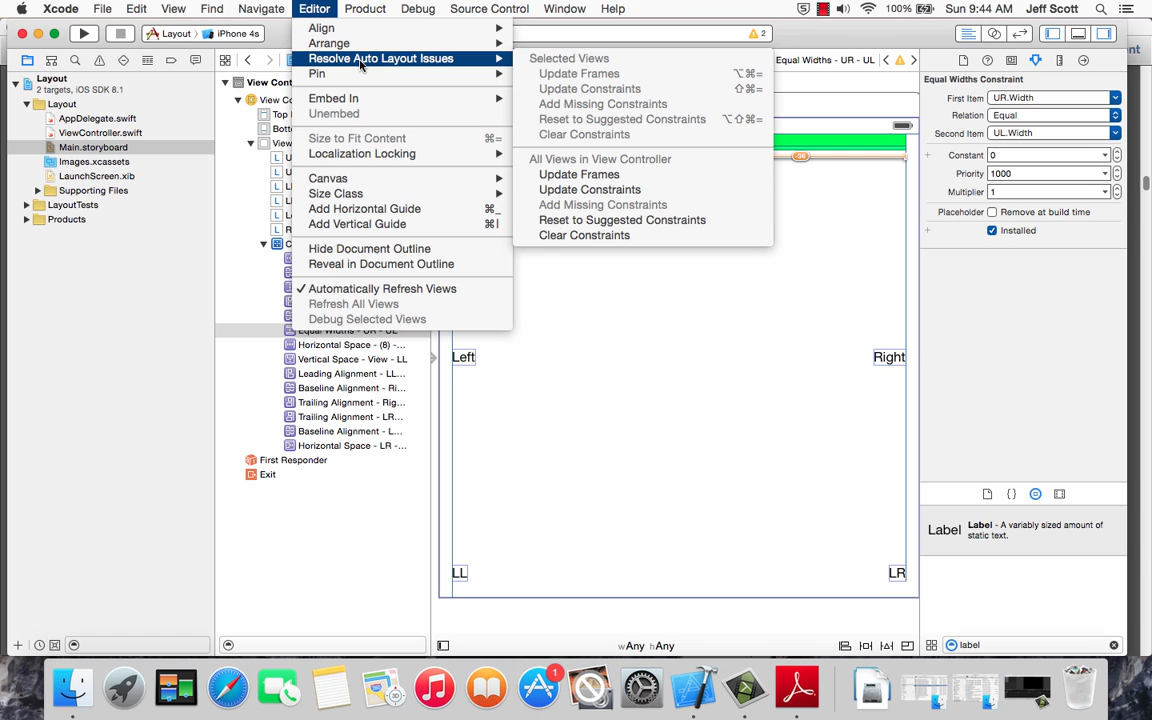 Xcode File Edit View Find Navigate Editor Product Debug Source Control Window Help
100% Sun 9:44 AM Jeff Scott
Layout iPhone 4s
2
Align
Arrange
Resolve Auto Layout Issues
Pin
Embed In
Unembed
Size to Fit Content ⌘=
Localization Locking
Canvas
Size Class
Add Horizontal Guide ⌘_
Add Vertical Guide ⌘|
Hide Document Outline
Reveal in Document Outline
✓ Automatically Refresh Views
Refresh All Views
Debug Selected Views
Selected Views
Update Frames ⌥⌘=
Update Constraints ⇧⌘=
Add Missing Constraints
Reset to Suggested Constraints ⌥⇧⌘=
Clear Constraints
All Views in View Controller
Update Frames
Update Constraints
Add Missing Constraints
Reset to Suggested Constraints
Clear Constraints
Layout
2 targets, iOS SDK 8.1
Layout
AppDelegate.swift
ViewController.swift
Main.storyboard
Images.xcassets
LaunchScreen.xib
Supporting Files
LayoutTests
Products
View Con
View Co
Top
Bott
View
Equal Widths - UR - UL
Horizontal Space - (8) -...
Vertical Space - View - LL
Leading Alignment - LL...
Baseline Alignment - Ri...
Trailing Alignment - Rig...
Trailing Alignment - LR...
Baseline Alignment - L...
Horizontal Space - LR -...
First Responder
Exit
Equal Widths - UR - UL
Left
Right
LL
LR
wAny hAny
Equal Widths Constraint
First Item UR.Width
Relation Equal
Second Item UL.Width
Constant 0
Priority 1000
Multiplier 1
Placeholder Remove at build time
Installed
Label
Label - A variably sized amount of
static text.
label
1